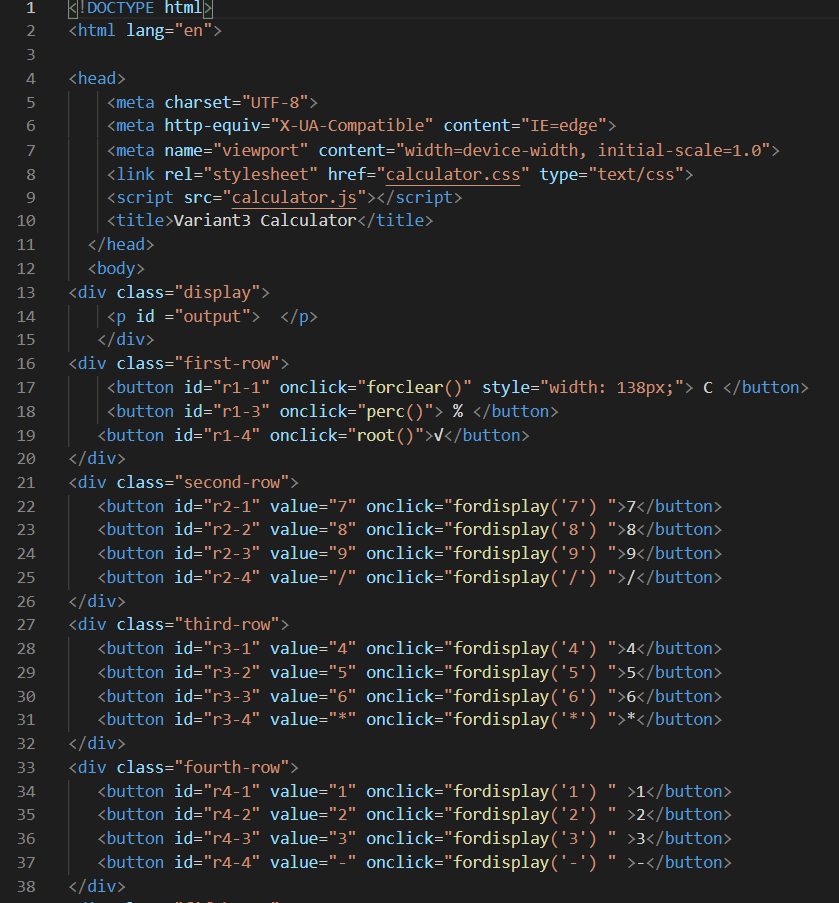 1 <!DOCTYPE html>
2 <html lang="en">
3
4 <head>
5 <meta charset="UTF-8">
6 <meta http-equiv="X-UA-Compatible" content="IE=edge">
7 <meta name="viewport" content="width=device-width, initial-scale=1.0">
8 <link rel="stylesheet" href="calculator.css" type="text/css">
9 <script src="calculator.js"></script>
10 <title>Variant3 Calculator</title>
11 </head>
12 <body>
13 <div class="display">
14 <p id ="output">  </p>
15 </div>
16 <div class="first-row">
17 <button id="r1-1" onclick="forclear()" style="width: 138px;"> C </button>
18 <button id="r1-3" onclick="perc()"> % </button>
19 <button id="r1-4" onclick="root()">√</button>
20 </div>
21 <div class="second-row">
22 <button id="r2-1" value="7" onclick="fordisplay('7') ">7</button>
23 <button id="r2-2" value="8" onclick="fordisplay('8') ">8</button>
24 <button id="r2-3" value="9" onclick="fordisplay('9') ">9</button>
25 <button id="r2-4" value="/" onclick="fordisplay('/') ">/</button>
26 </div>
27 <div class="third-row">
28 <button id="r3-1" value="4" onclick="fordisplay('4') ">4</button>
29 <button id="r3-2" value="5" onclick="fordisplay('5') ">5</button>
30 <button id="r3-3" value="6" onclick="fordisplay('6') ">6</button>
31 <button id="r3-4" value="*" onclick="fordisplay('*') ">*</button>
32 </div>
33 <div class="fourth-row">
34 <button id="r4-1" value="1" onclick="fordisplay('1') " >1</button>
35 <button id="r4-2" value="2" onclick="fordisplay('2') " >2</button>
36 <button id="r4-3" value="3" onclick="fordisplay('3') " >3</button>
37 <button id="r4-4" value="-" onclick="fordisplay('-') " >-</button>
38 </div>